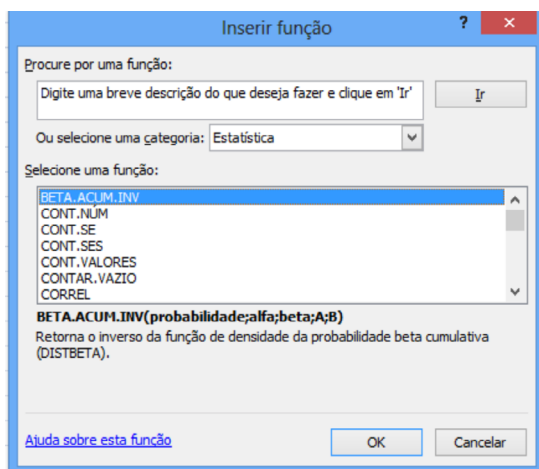 Inserir função ? ×
Procure por uma função:
Digite uma breve descrição do que deseja fazer e clique em 'Ir'
Ir
Ou selecione uma categoria: Estatística
Selecione uma função:
BETA.ACUM.INV
CONT.NÚM
CONT.SE
CONT.SES
CONT.VALORES
CONTAR.VAZIO
CORREL
BETA.ACUM.INV(probabilidade;alfa;beta;A;B)
Retorna o inverso da função de densidade da probabilidade beta cumulativa
(DISTBETA).
Ajuda sobre esta função
OK
Cancelar